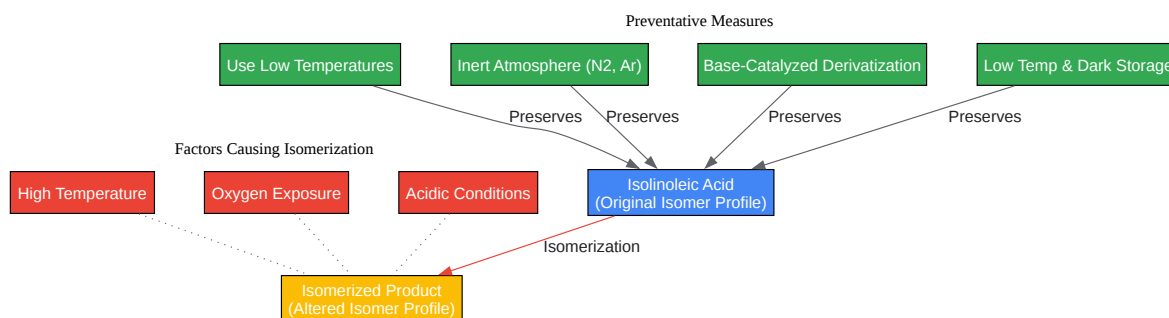 Preventative Measures
Use Low Temperatures
Inert Atmosphere (N2, Ar)
Base-Catalyzed Derivatization
Low Temp & Dark Storage
Preserves
Preserves
Preserves
Preserves
Factors Causing Isomerization
High Temperature
Oxygen Exposure
Acidic Conditions
Isolinoleic Acid
(Original Isomer Profile)
Isomerization
Isomerized Product
(Altered Isomer Profile)